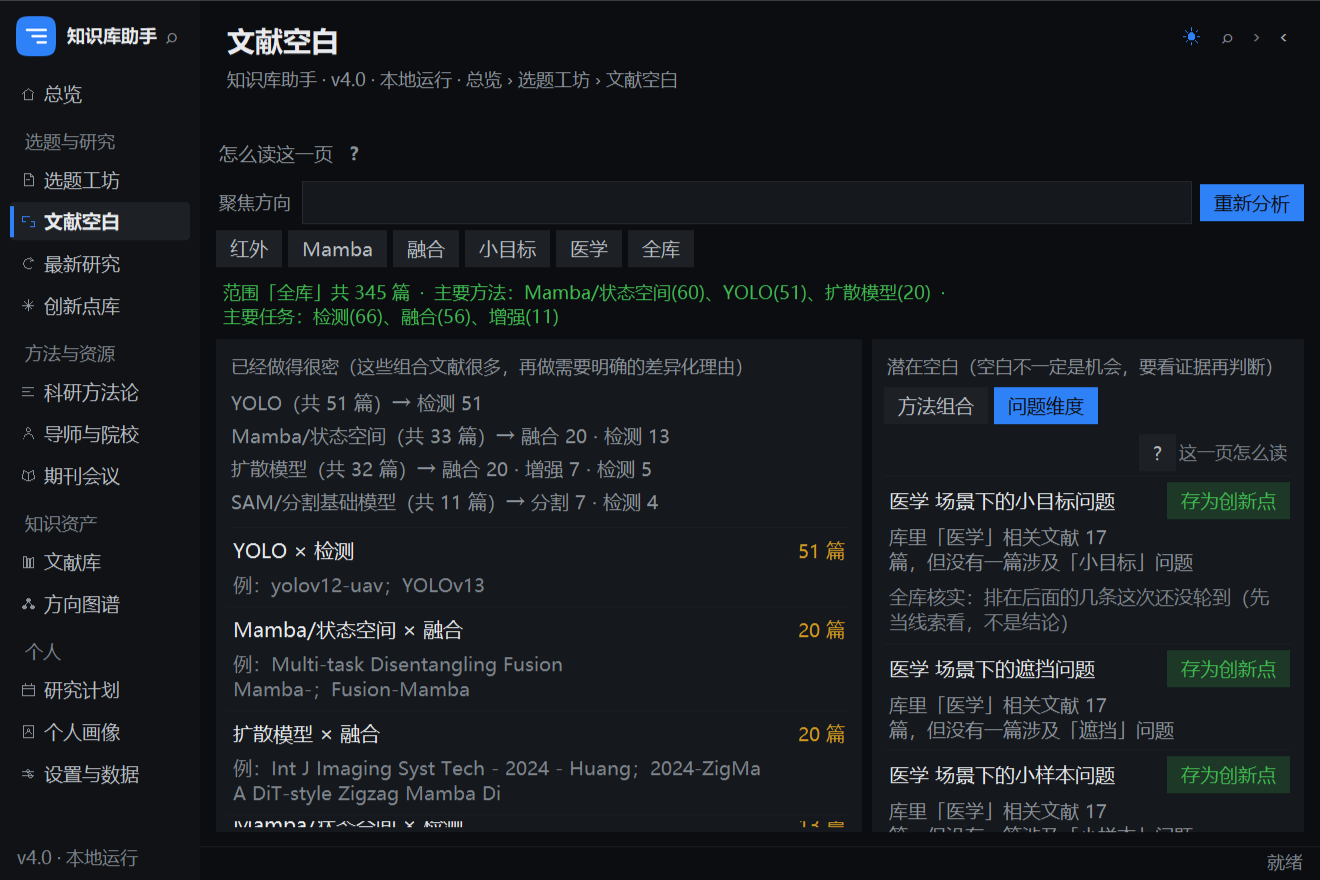 知识库助手
总览
选题与研究
选题工坊
文献空白
最新研究
创新点库
方法与资源
科研方法论
导师与院校
期刊会议
知识资产
文献库
方向图谱
个人
研究计划
个人画像
设置与数据
v4.0 · 本地运行
文献空白
知识库助手 · v4.0 · 本地运行 · 总览 › 选题工坊 › 文献空白
怎么读这一页 ?
聚焦方向
重新分析
红外 Mamba 融合 小目标 医学 全库
范围「全库」共 345 篇 · 主要方法：Mamba/状态空间(60)、YOLO(51)、扩散模型(20) ·
主要任务：检测(66)、融合(56)、增强(11)
已经做得很密（这些组合文献很多，再做需要明确的差异化理由）
YOLO（共 51 篇）→ 检测 51
Mamba/状态空间（共 33 篇）→ 融合 20 · 检测 13
扩散模型（共 32 篇）→ 融合 20 · 增强 7 · 检测 5
SAM/分割基础模型（共 11 篇）→ 分割 7 · 检测 4
YOLO × 检测 51 篇
例：yolov12-uav；YOLOv13
Mamba/状态空间 × 融合 20 篇
例：Multi-task Disentangling Fusion
Mamba-；Fusion-Mamba
扩散模型 × 融合 20 篇
例：Int J Imaging Syst Tech - 2024 - Huang；2024-ZigMa
A DiT-style Zigzag Mamba Di
Mamba/状态空间 × 检测 13 篇
潜在空白（空白不一定是机会，要看证据再判断）
方法组合 问题维度
? 这一页怎么读
医学 场景下的小目标问题 存为创新点
库里「医学」相关文献 17
篇，但没有一篇涉及「小目标」问题
全库核实：排在后面的几条这次还没轮到（先
当线索看，不是结论）
医学 场景下的遮挡问题 存为创新点
库里「医学」相关文献 17
篇，但没有一篇涉及「遮挡」问题
医学 场景下的小样本问题 存为创新点
库里「医学」相关文献 17
篇，但没有一篇涉及「小样本」问题
就绪